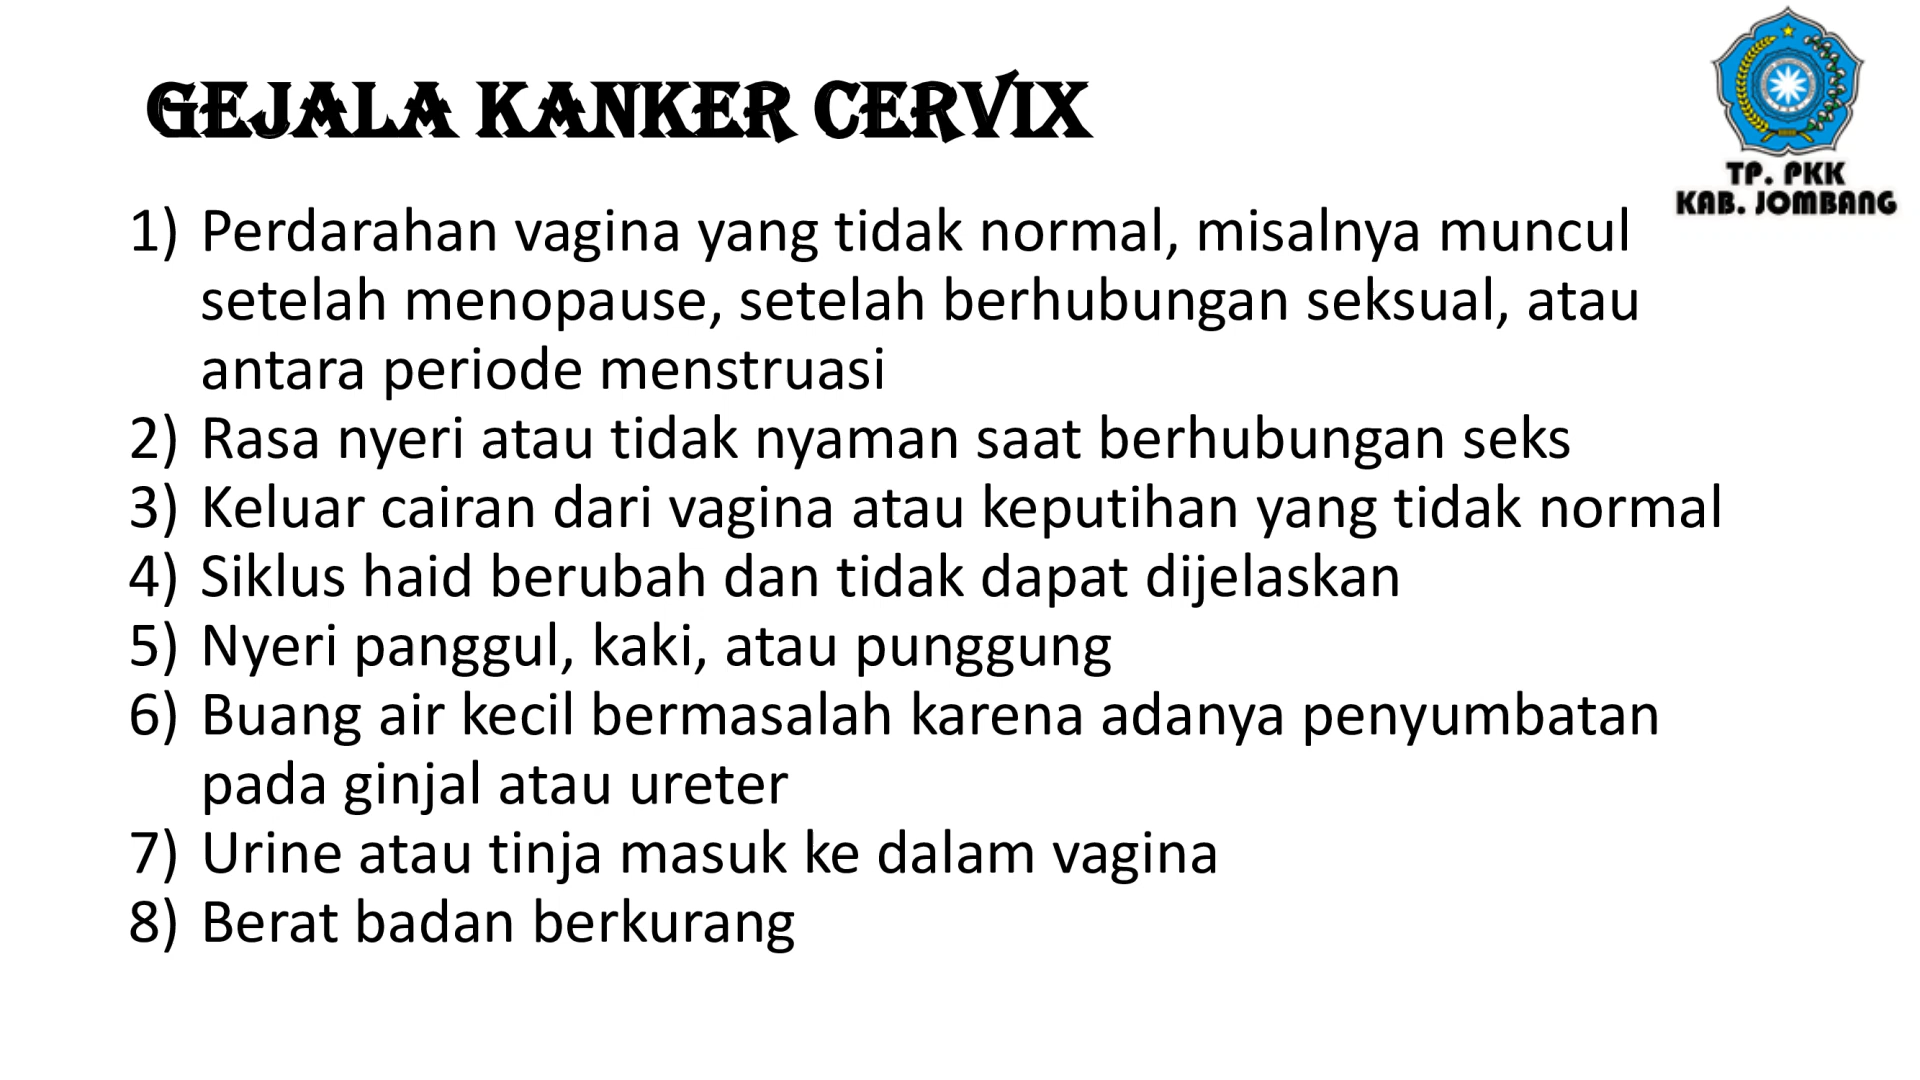 GEJALA KANKER CERVIX
TP. PKK
KAB. JOMBANG
1) Perdarahan vagina yang tidak normal, misalnya muncul
setelah menopause, setelah berhubungan seksual, atau
antara periode menstruasi
2) Rasa nyeri atau tidak nyaman saat berhubungan seks
3) Keluar cairan dari vagina atau keputihan yang tidak normal
4) Siklus haid berubah dan tidak dapat dijelaskan
5) Nyeri panggul, kaki, atau punggung
6) Buang air kecil bermasalah karena adanya penyumbatan
pada ginjal atau ureter
7) Urine atau tinja masuk ke dalam vagina
8) Berat badan berkurang